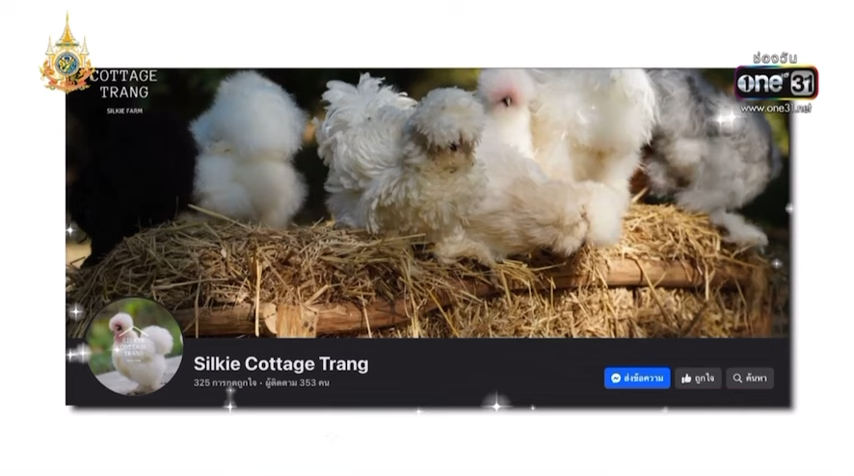 COTTAGE
TRANG
SILKIE FARM
ช่องวัน
one 31
www.one31.net
Silkie Cottage Trang
325 การกดถูกใจ · ผู้ติดตาม 353 คน
ส่งข้อความ
ถูกใจ
ค้นหา